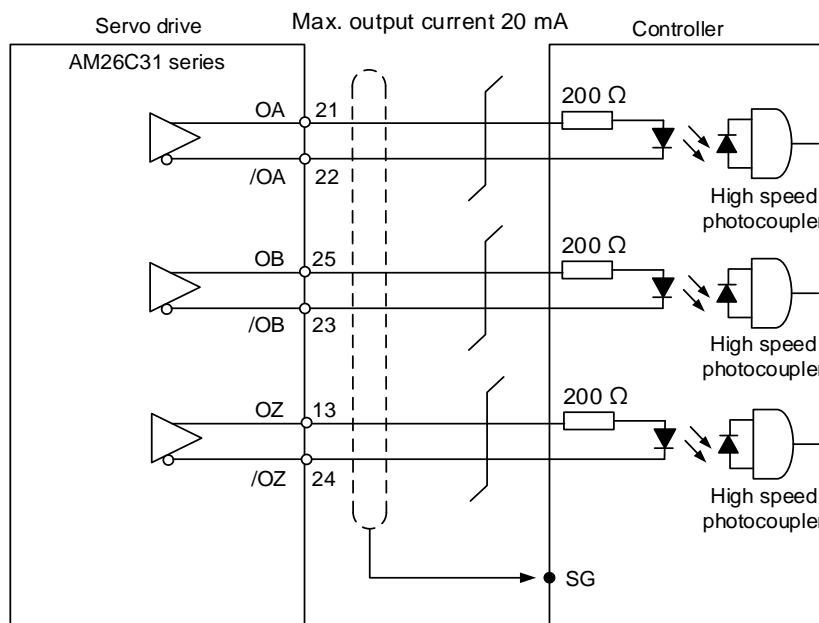 Servo drive
Max. output current 20 mA
Controller
AM26C31 series
OA
21
200 Ω
/OA
22
High speed
photocoupler
OB
25
200 Ω
/OB
23
High speed
photocoupler
OZ
13
200 Ω
/OZ
24
High speed
photocoupler
SG